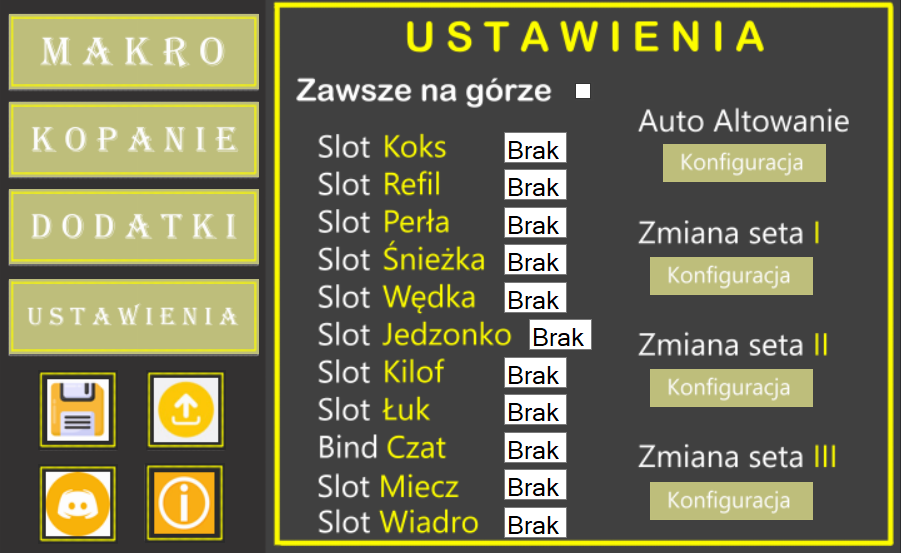 MAKRO
KOPANIE
DODATKI
USTAWIENIA
USTAWIENIA
Zawsze na górze
Slot Koks Brak
Slot Refil Brak
Slot Perła Brak
Slot Śnieżka Brak
Slot Wędka Brak
Slot Jedzonko Brak
Slot Kilof Brak
Slot Łuk Brak
Bind Czat Brak
Slot Miecz Brak
Slot Wiadro Brak
Auto Altowanie
Konfiguracja
Zmiana seta I
Konfiguracja
Zmiana seta II
Konfiguracja
Zmiana seta III
Konfiguracja